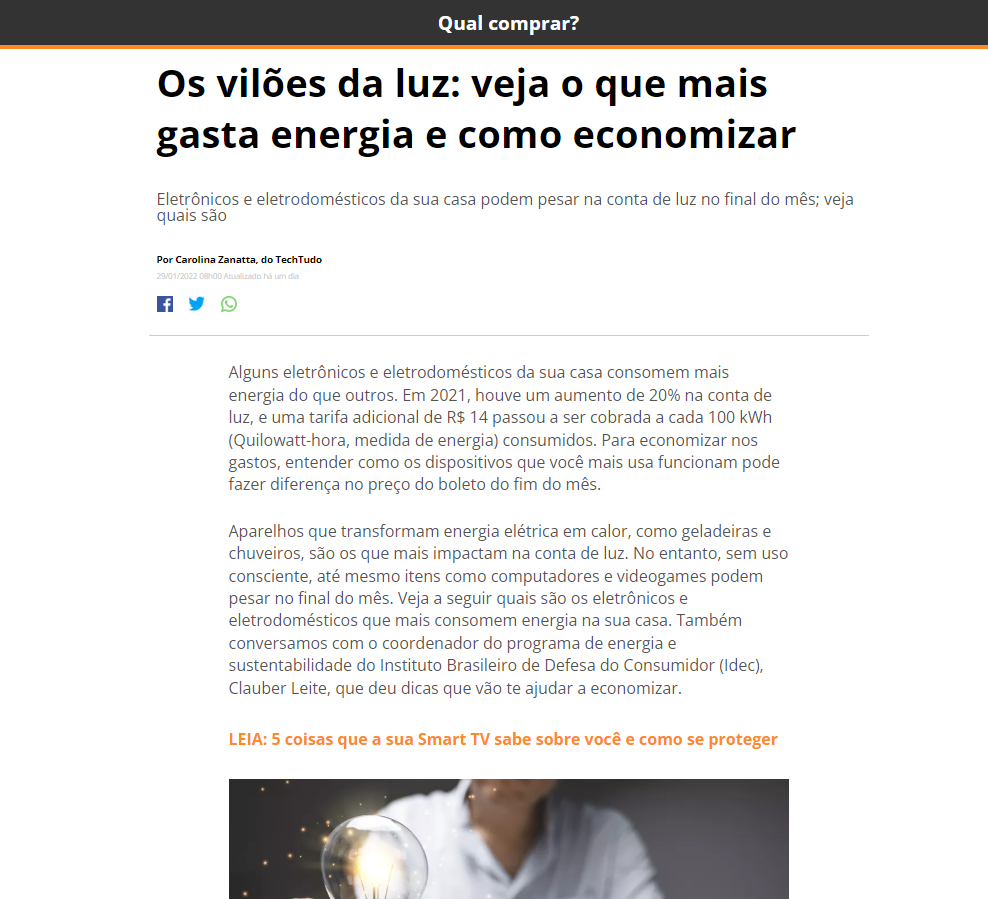 Qual comprar?
Os vilões da luz: veja o que mais
gasta energia e como economizar
Eletrônicos e eletrodomésticos da sua casa podem pesar na conta de luz no final do mês; veja
quais são
Por Carolina Zanatta, do TechTudo
29/01/2022 08h00 Atualizado há um dia
Alguns eletrônicos e eletrodomésticos da sua casa consomem mais
energia do que outros. Em 2021, houve um aumento de 20% na conta de
luz, e uma tarifa adicional de R$ 14 passou a ser cobrada a cada 100 kWh
(Quilowatt-hora, medida de energia) consumidos. Para economizar nos
gastos, entender como os dispositivos que você mais usa funcionam pode
fazer diferença no preço do boleto do fim do mês.
Aparelhos que transformam energia elétrica em calor, como geladeiras e
chuveiros, são os que mais impactam na conta de luz. No entanto, sem uso
consciente, até mesmo itens como computadores e videogames podem
pesar no final do mês. Veja a seguir quais são os eletrônicos e
eletrodomésticos que mais consomem energia na sua casa. Também
conversamos com o coordenador do programa de energia e
sustentabilidade do Instituto Brasileiro de Defesa do Consumidor (Idec),
Clauber Leite, que deu dicas que vão te ajudar a economizar.
LEIA: 5 coisas que a sua Smart TV sabe sobre você e como se proteger